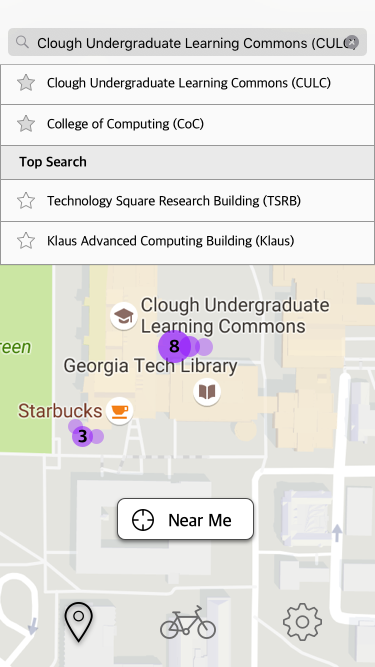 Clough Undergraduate Learning Commons (CULC)
Clough Undergraduate Learning Commons (CULC)
College of Computing (CoC)
Top Search
Technology Square Research Building (TSRB)
Klaus Advanced Computing Building (Klaus)
Clough Undergraduate
Learning Commons
8
reen
Georgia Tech Library
Starbucks
3
Near Me